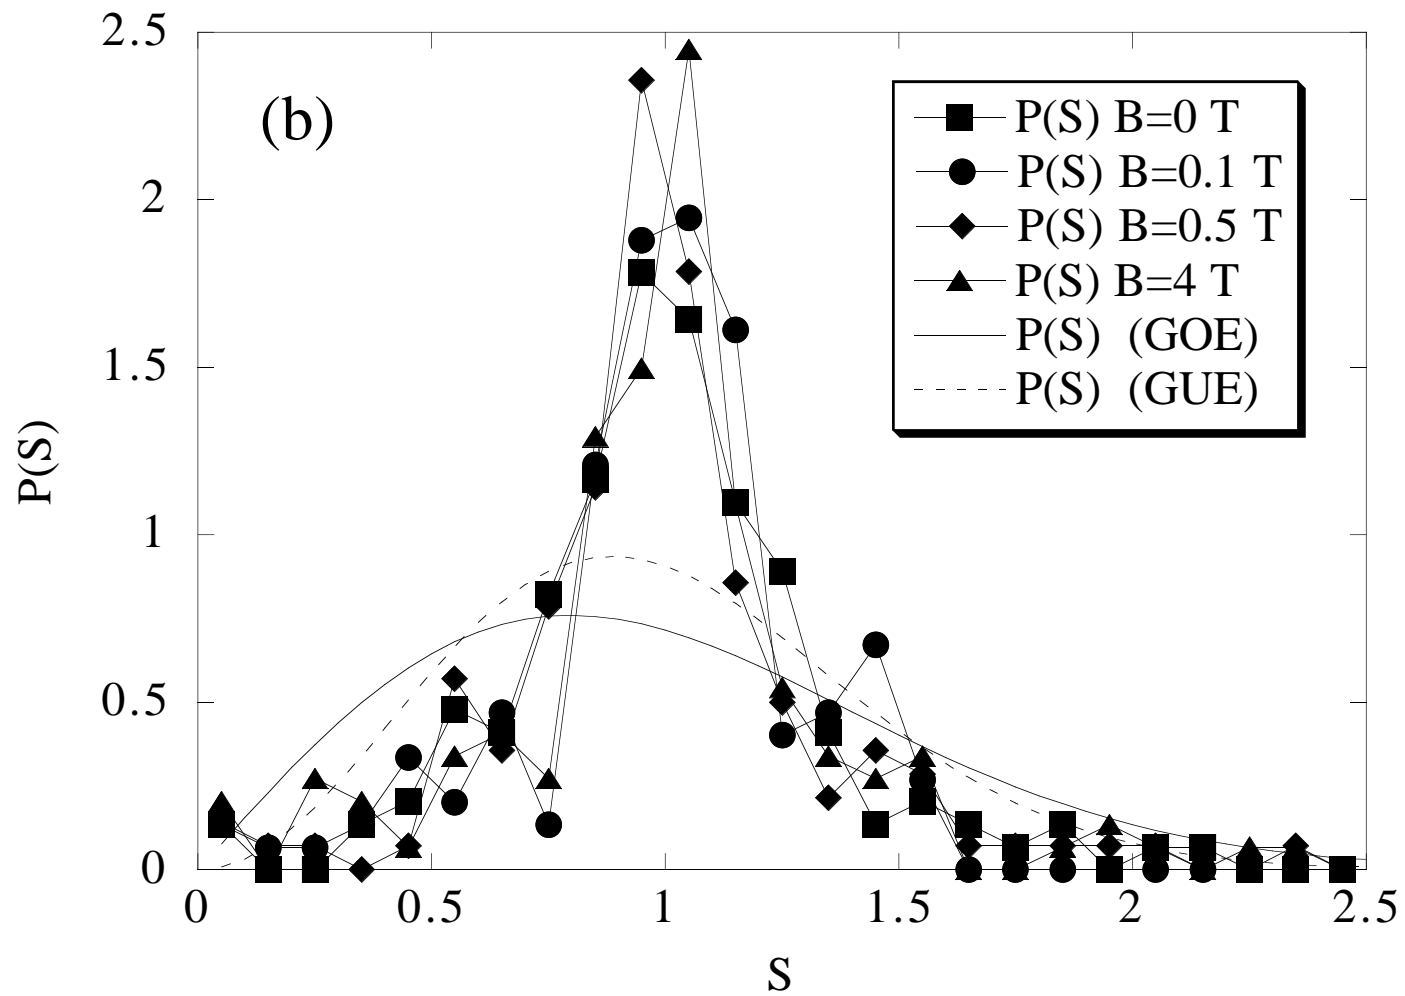 2.5
(b)
P(S) B=0 T
P(S) B=0.1 T
2
P(S) B=0.5 T
P(S) B=4 T
P(S) (GOE)
1.5
P(S) (GUE)
P(S)
1
0.5
0
0 0.5 1 1.5 2 2.5
S